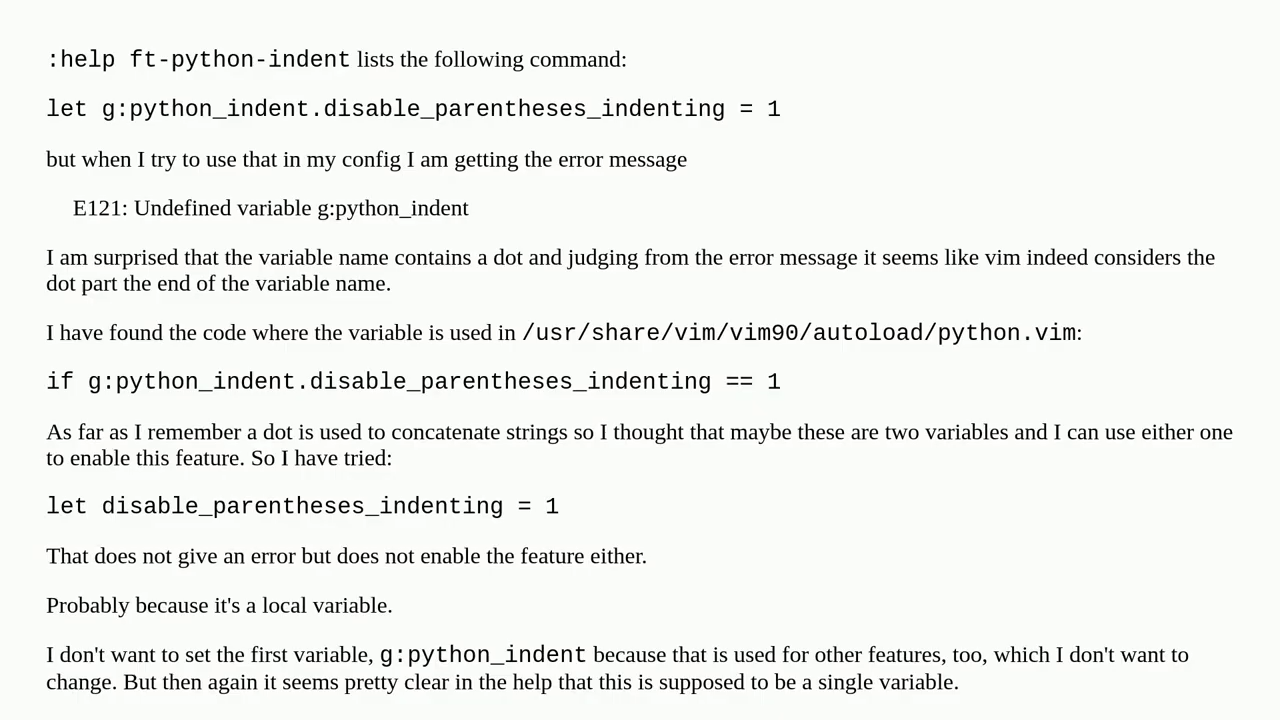 :help ft-python-indent lists the following command:
let g:python_indent.disable_parentheses_indenting = 1
but when I try to use that in my config I am getting the error message
E121: Undefined variable g:python_indent
I am surprised that the variable name contains a dot and judging from the error message it seems like vim indeed considers the
dot part the end of the variable name.
I have found the code where the variable is used in /usr/share/vim/vim90/autoload/python.vim:
if g:python_indent.disable_parentheses_indenting == 1
As far as I remember a dot is used to concatenate strings so I thought that maybe these are two variables and I can use either one
to enable this feature. So I have tried:
let disable_parentheses_indenting = 1
That does not give an error but does not enable the feature either.
Probably because it's a local variable.
I don't want to set the first variable, g:python_indent because that is used for other features, too, which I don't want to
change. But then again it seems pretty clear in the help that this is supposed to be a single variable.